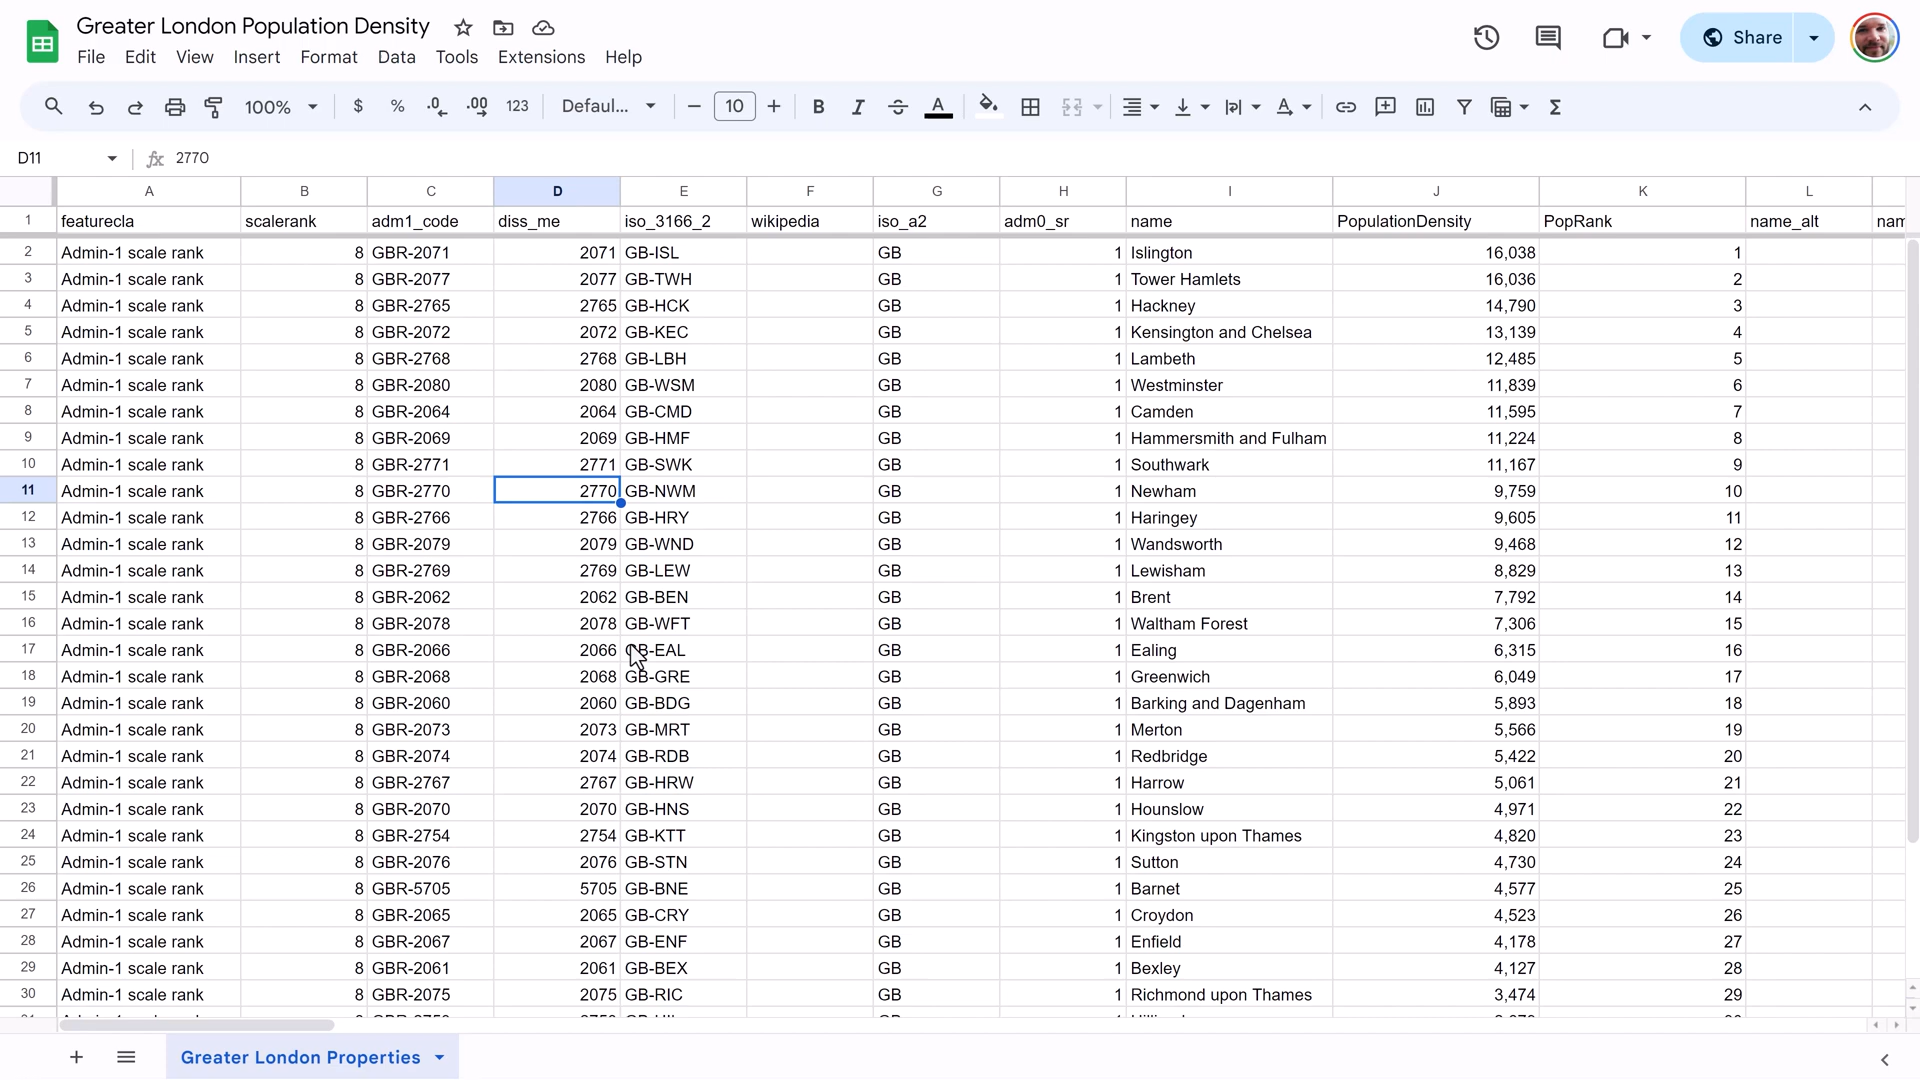 Greater London Population Density
File Edit View Insert Format Data Tools Extensions Help
Share
100% $ % .0 .00 123 Defaul... 10 B I A
D11 fx 2770
A B C D E F G H I J K L
1 featurecla scalerank adm1_code diss_me iso_3166_2 wikipedia iso_a2 adm0_sr name PopulationDensity PopRank name_alt nam
2 Admin-1 scale rank 8 GBR-2071 2071 GB-ISL GB 1 Islington 16,038 1
3 Admin-1 scale rank 8 GBR-2077 2077 GB-TWH GB 1 Tower Hamlets 16,036 2
4 Admin-1 scale rank 8 GBR-2765 2765 GB-HCK GB 1 Hackney 14,790 3
5 Admin-1 scale rank 8 GBR-2072 2072 GB-KEC GB 1 Kensington and Chelsea 13,139 4
6 Admin-1 scale rank 8 GBR-2768 2768 GB-LBH GB 1 Lambeth 12,485 5
7 Admin-1 scale rank 8 GBR-2080 2080 GB-WSM GB 1 Westminster 11,839 6
8 Admin-1 scale rank 8 GBR-2064 2064 GB-CMD GB 1 Camden 11,595 7
9 Admin-1 scale rank 8 GBR-2069 2069 GB-HMF GB 1 Hammersmith and Fulham 11,224 8
10 Admin-1 scale rank 8 GBR-2771 2771 GB-SWK GB 1 Southwark 11,167 9
11 Admin-1 scale rank 8 GBR-2770 2770 GB-NWM GB 1 Newham 9,759 10
12 Admin-1 scale rank 8 GBR-2766 2766 GB-HRY GB 1 Haringey 9,605 11
13 Admin-1 scale rank 8 GBR-2079 2079 GB-WND GB 1 Wandsworth 9,468 12
14 Admin-1 scale rank 8 GBR-2769 2769 GB-LEW GB 1 Lewisham 8,829 13
15 Admin-1 scale rank 8 GBR-2062 2062 GB-BEN GB 1 Brent 7,792 14
16 Admin-1 scale rank 8 GBR-2078 2078 GB-WFT GB 1 Waltham Forest 7,306 15
17 Admin-1 scale rank 8 GBR-2066 2066 GB-EAL GB 1 Ealing 6,315 16
18 Admin-1 scale rank 8 GBR-2068 2068 GB-GRE GB 1 Greenwich 6,049 17
19 Admin-1 scale rank 8 GBR-2060 2060 GB-BDG GB 1 Barking and Dagenham 5,893 18
20 Admin-1 scale rank 8 GBR-2073 2073 GB-MRT GB 1 Merton 5,566 19
21 Admin-1 scale rank 8 GBR-2074 2074 GB-RDB GB 1 Redbridge 5,422 20
22 Admin-1 scale rank 8 GBR-2767 2767 GB-HRW GB 1 Harrow 5,061 21
23 Admin-1 scale rank 8 GBR-2070 2070 GB-HNS GB 1 Hounslow 4,971 22
24 Admin-1 scale rank 8 GBR-2754 2754 GB-KTT GB 1 Kingston upon Thames 4,820 23
25 Admin-1 scale rank 8 GBR-2076 2076 GB-STN GB 1 Sutton 4,730 24
26 Admin-1 scale rank 8 GBR-5705 5705 GB-BNE GB 1 Barnet 4,577 25
27 Admin-1 scale rank 8 GBR-2065 2065 GB-CRY GB 1 Croydon 4,523 26
28 Admin-1 scale rank 8 GBR-2067 2067 GB-ENF GB 1 Enfield 4,178 27
29 Admin-1 scale rank 8 GBR-2061 2061 GB-BEX GB 1 Bexley 4,127 28
30 Admin-1 scale rank 8 GBR-2075 2075 GB-RIC GB 1 Richmond upon Thames 3,474 29
Greater London Properties